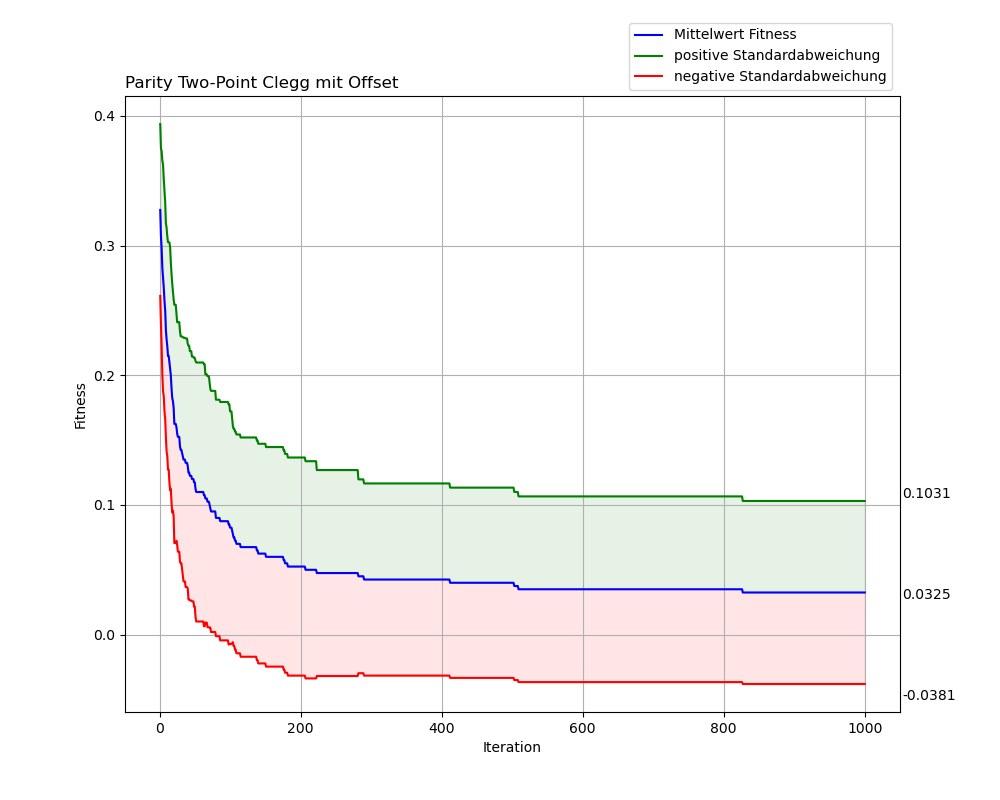 Mittelwert Fitness
positive Standardabweichung
negative Standardabweichung
Parity Two-Point Clegg mit Offset
0.4
0.3
0.2
0.1
0.0
Fitness
0.1031
0.0325
-0.0381
0 200 400 600 800 1000
Iteration